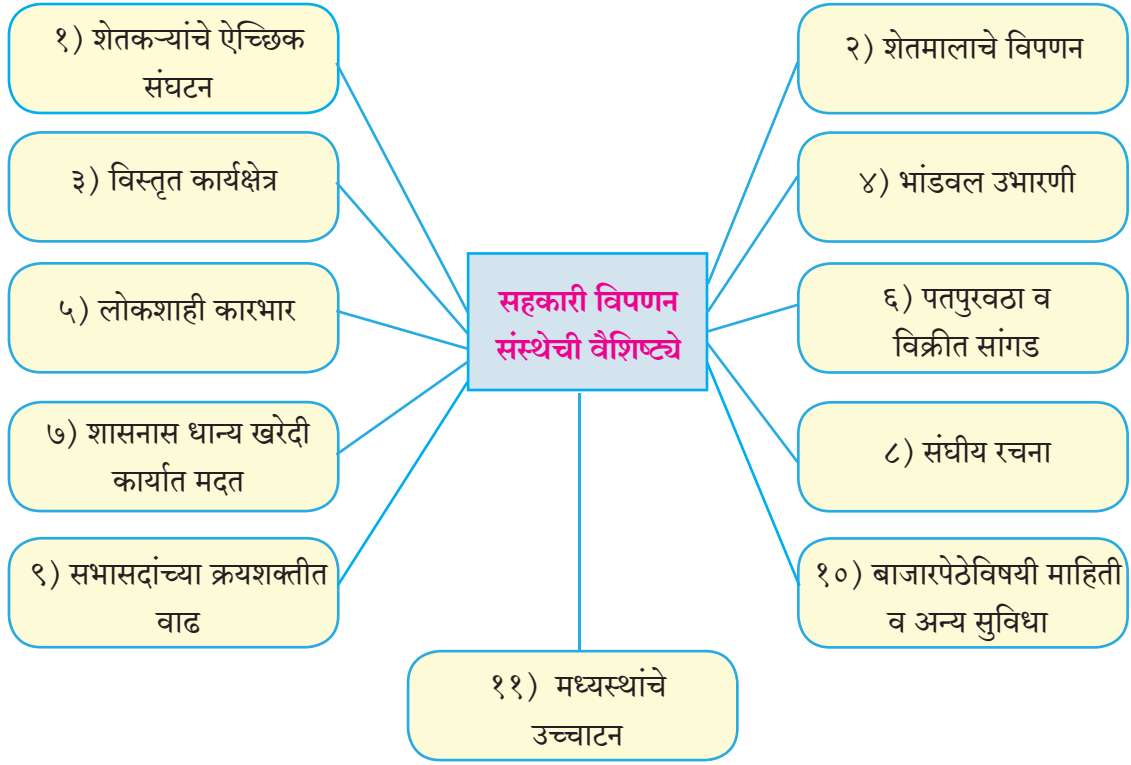 १) शेतकऱ्यांचे ऐच्छिक
संघटन
२) शेतमालाचे विपणन
३) विस्तृत कार्यक्षेत्र
४) भांडवल उभारणी
सहकारी विपणन
संस्थेची वैशिष्ट्ये
५) लोकशाही कारभार
६) पतपुरवठा व
विक्रीत सांगड
७) शासनास धान्य खरेदी
कार्यात मदत
८) संघीय रचना
९) सभासदांच्या क्रयशक्तीत
वाढ
१०) बाजारपेठेविषयी माहिती
व अन्य सुविधा
११) मध्यस्थांचे
उच्चाटन